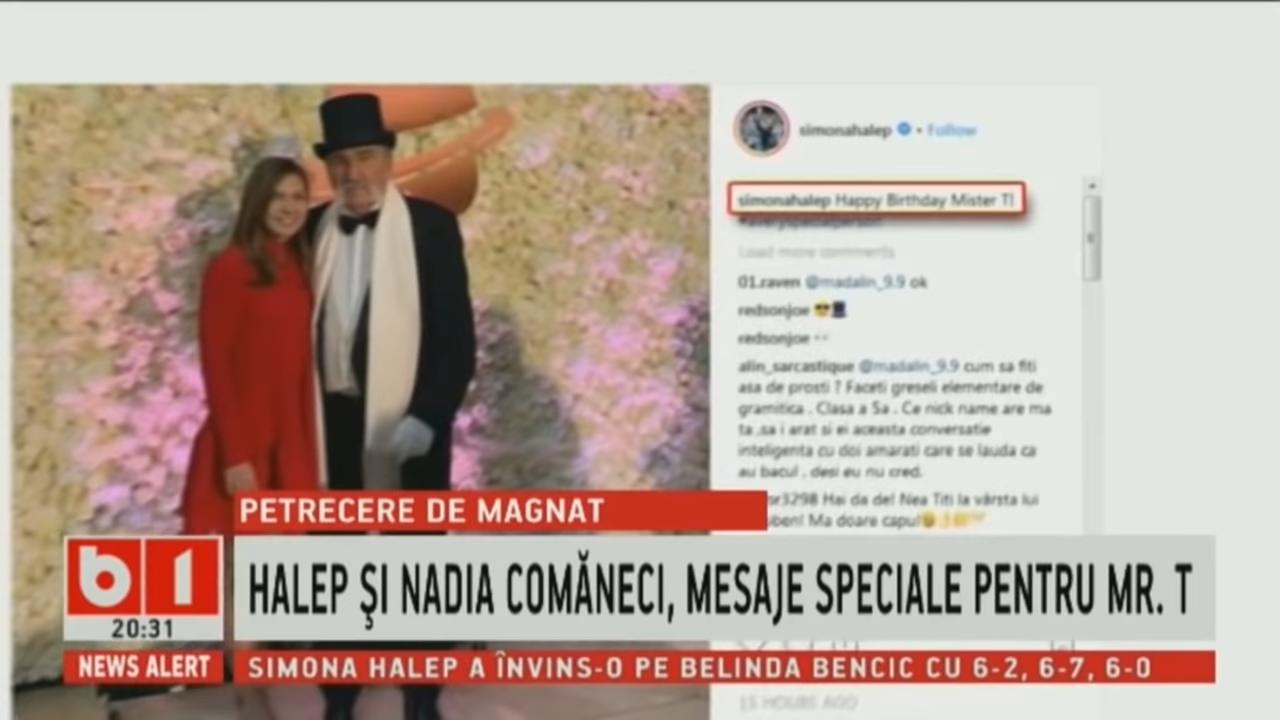 simonahalep • Follow
simonahalep Happy Birthday Mister T!
#averyspecialperson
Load more comments
01.raven @madalin_9.9 ok
redsonjoe 😎🎩
redsonjoe
alin_sarcastique @madalin_9.9 cum sa fiti
asa de prosti ? Faceti greseli elementare de
gramitica . Clasa a 5a . Ce nick name are ma
ta ,sa i arat si ei aceasta conversatie
inteligenta cu doi amarati care se lauda ca
au bacul , desi eu nu cred.
3298 Hai da de! Nea Titi la vârsta lui
Ma doare capul
PETRECERE DE MAGNAT
b1
HALEP ŞI NADIA COMĂNECI, MESAJE SPECIALE PENTRU MR. T
20:31
NEWS ALERT
SIMONA HALEP A ÎNVINS-O PE BELINDA BENCIC CU 6-2, 6-7, 6-0
15 HOURS AGO